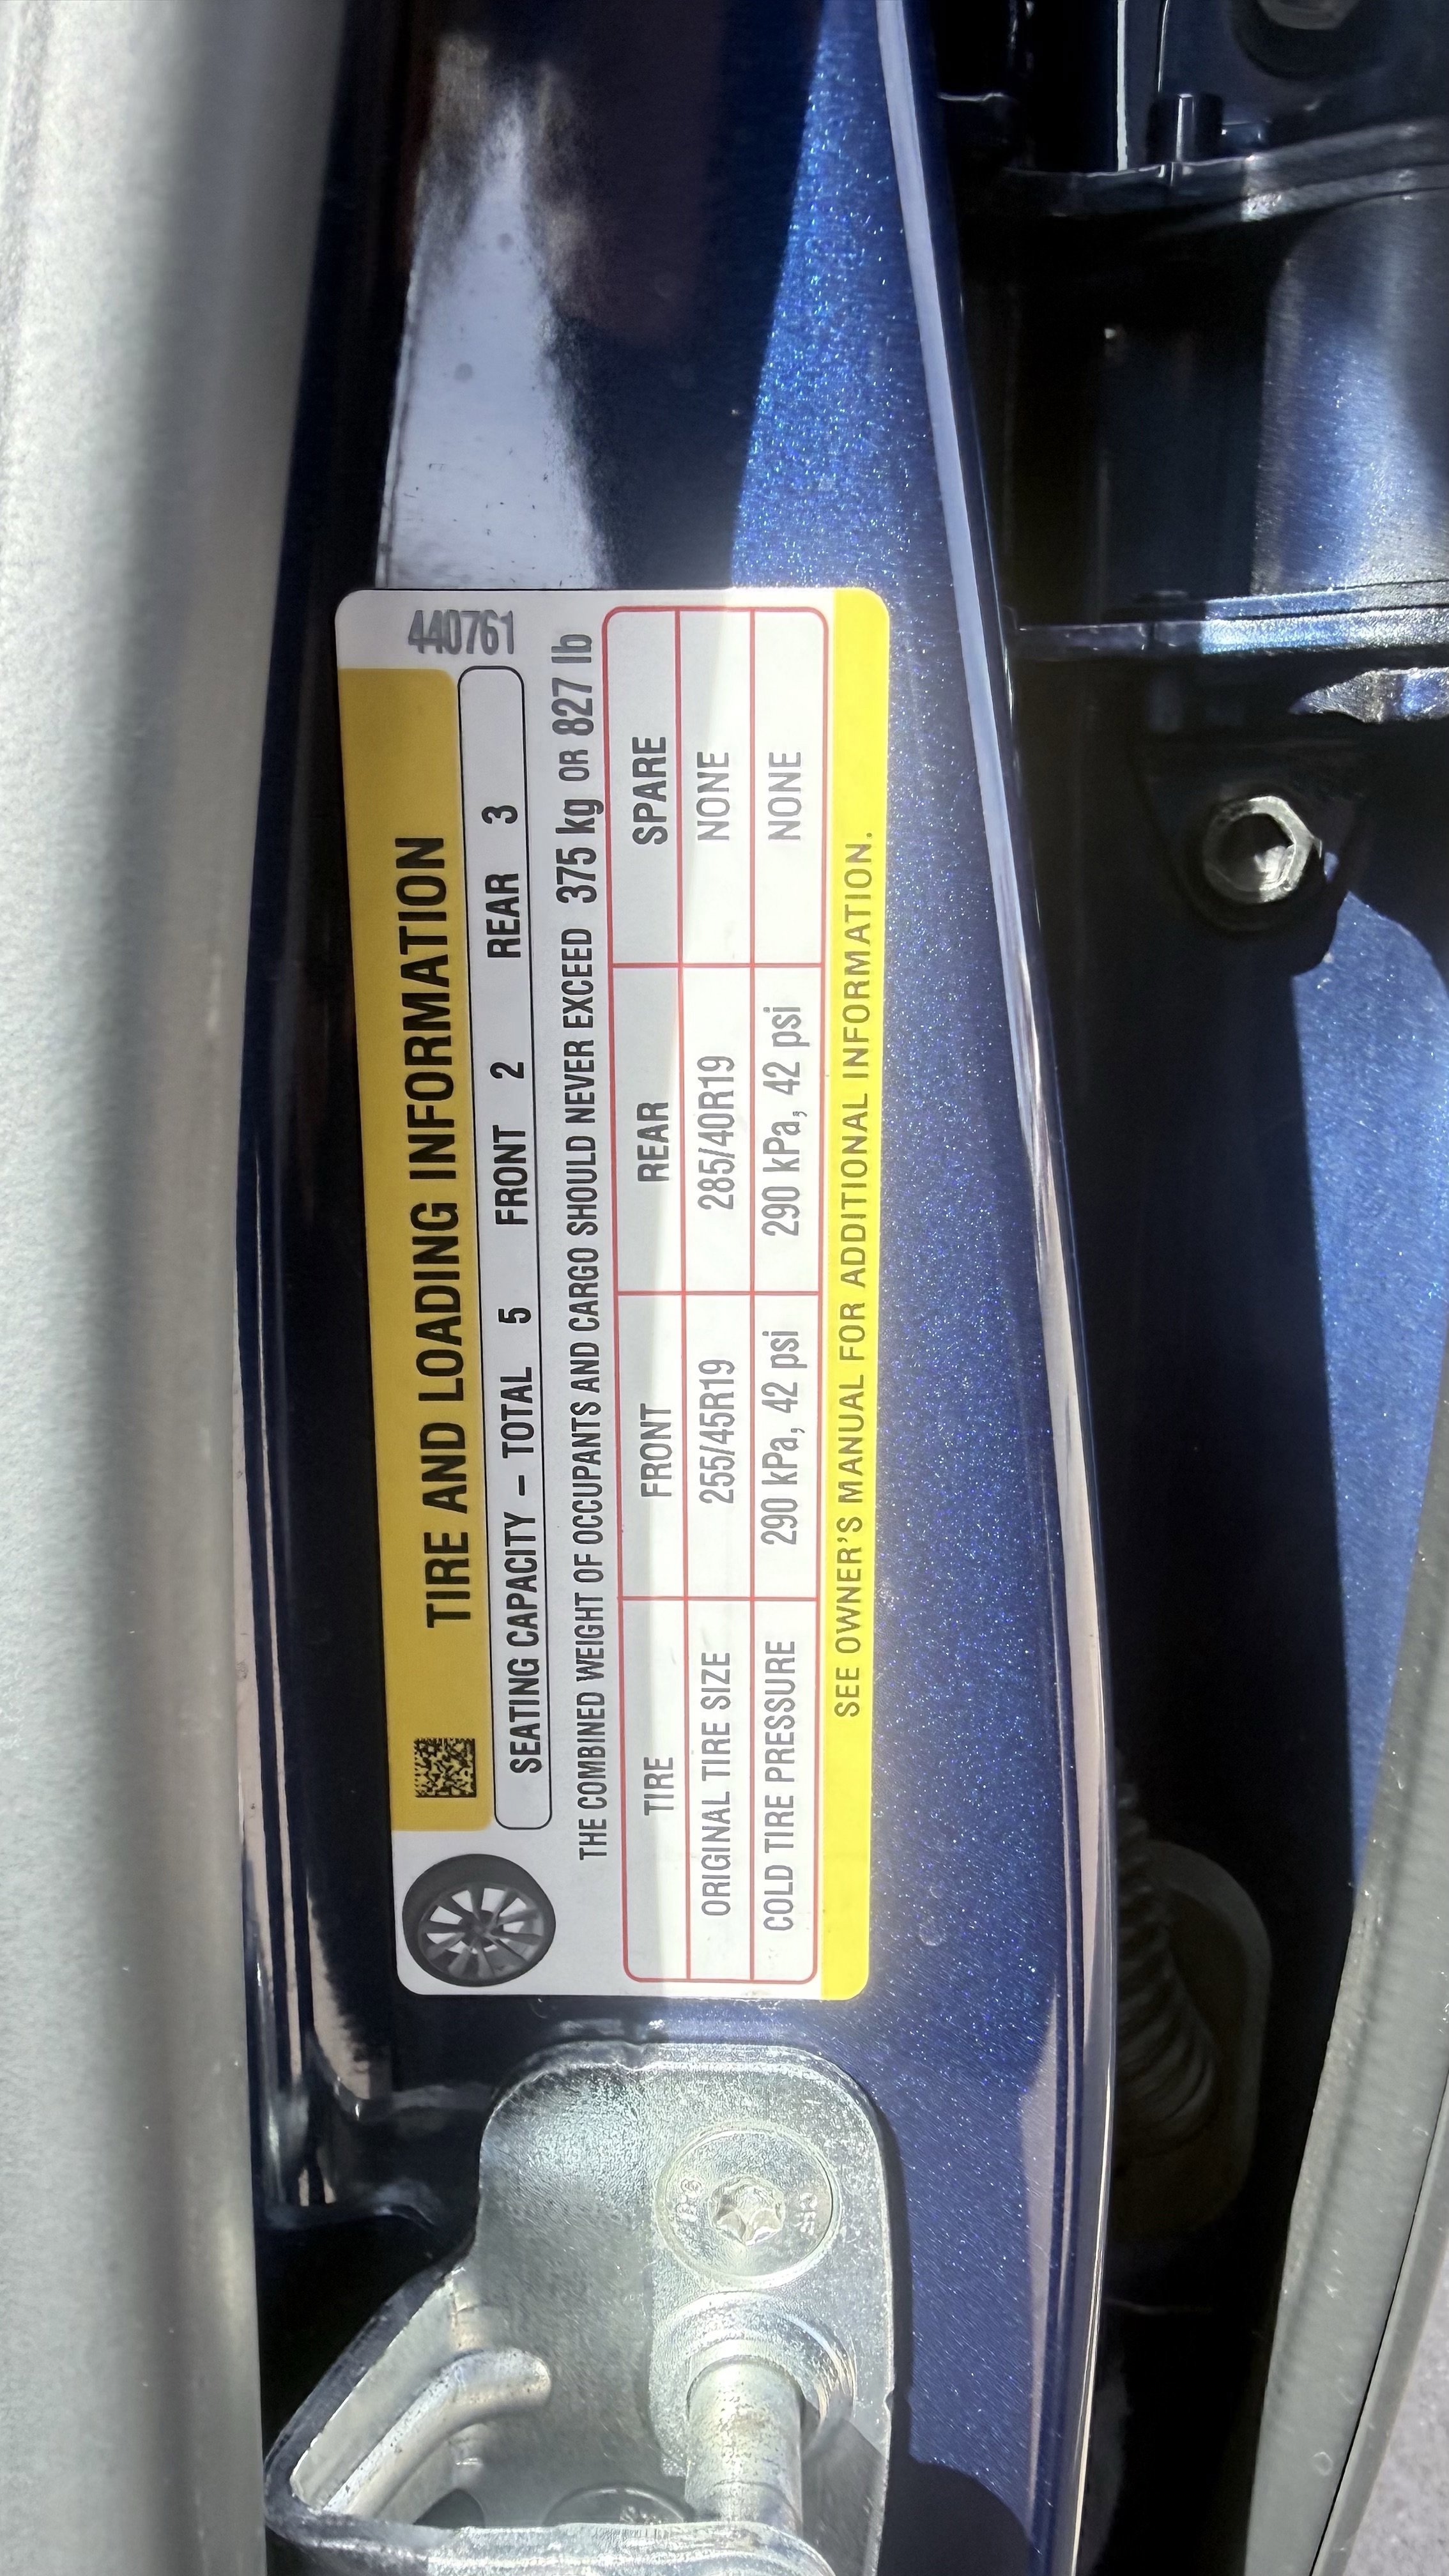 440761
TIRE AND LOADING INFORMATION
SEATING CAPACITY – TOTAL 5 FRONT 2 REAR 3
THE COMBINED WEIGHT OF OCCUPANTS AND CARGO SHOULD NEVER EXCEED 375 kg OR 827 lb
TIRE FRONT REAR SPARE
ORIGINAL TIRE SIZE 255/45R19 285/40R19 NONE
COLD TIRE PRESSURE 290 kPa, 42 psi 290 kPa, 42 psi NONE
SEE OWNER'S MANUAL FOR ADDITIONAL INFORMATION.